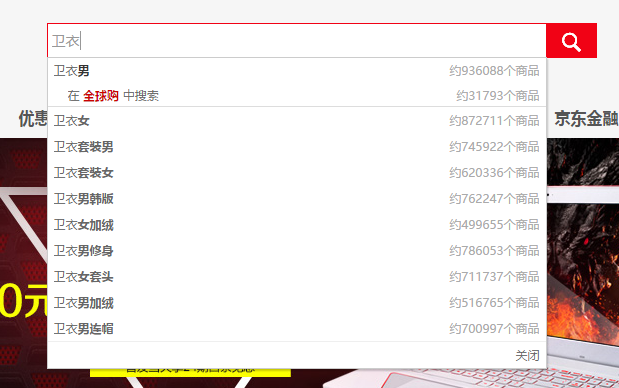 卫衣
卫衣男 约936088个商品
在 全球购 中搜索 约31793个商品
优惠 京东金融
卫衣女 约872711个商品
卫衣套装男 约745922个商品
卫衣套装女 约620336个商品
卫衣男韩版 约762247个商品
卫衣女加绒 约499655个商品
卫衣男修身 约786053个商品
卫衣女套头 约711737个商品
0元
卫衣男加绒 约516765个商品
卫衣男连帽 约700997个商品
关闭